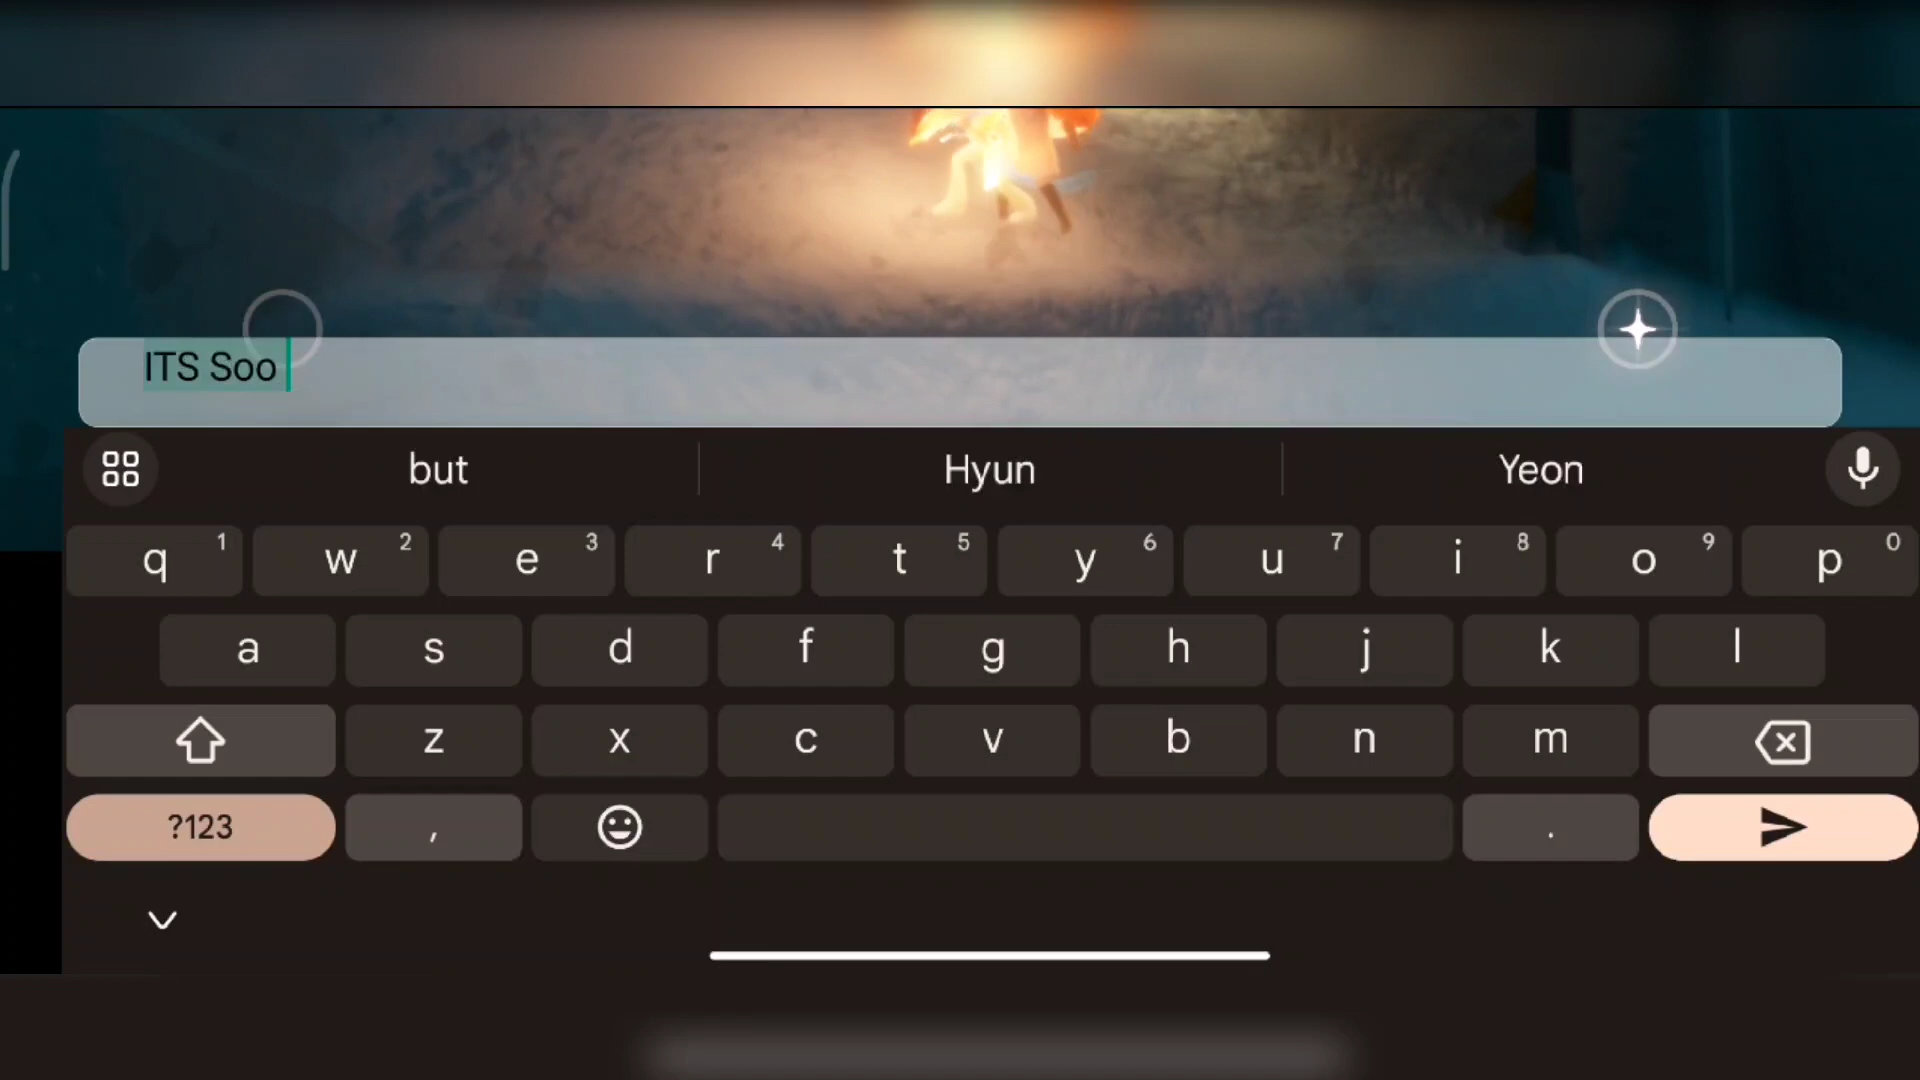 ITS Soo
but Hyun Yeon
q 1 w 2 e 3 r 4 t 5 y 6 u 7 i 8 o 9 p 0
a s d f g h j k l
z x c v b n m
?123 , .